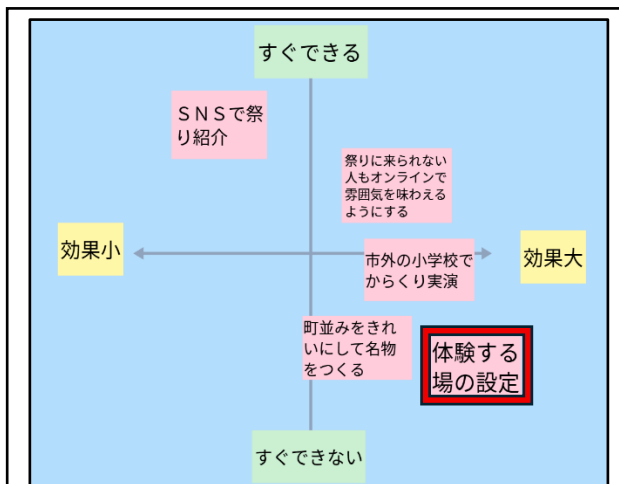 すぐできる
ＳＮＳで祭
り紹介
祭りに来られない
人もオンラインで
雰囲気を味わえる
ようにする
効果小
市外の小学校で
からくり実演
効果大
町並みをきれ
いにして名物
をつくる
体験する
場の設定
すぐできない